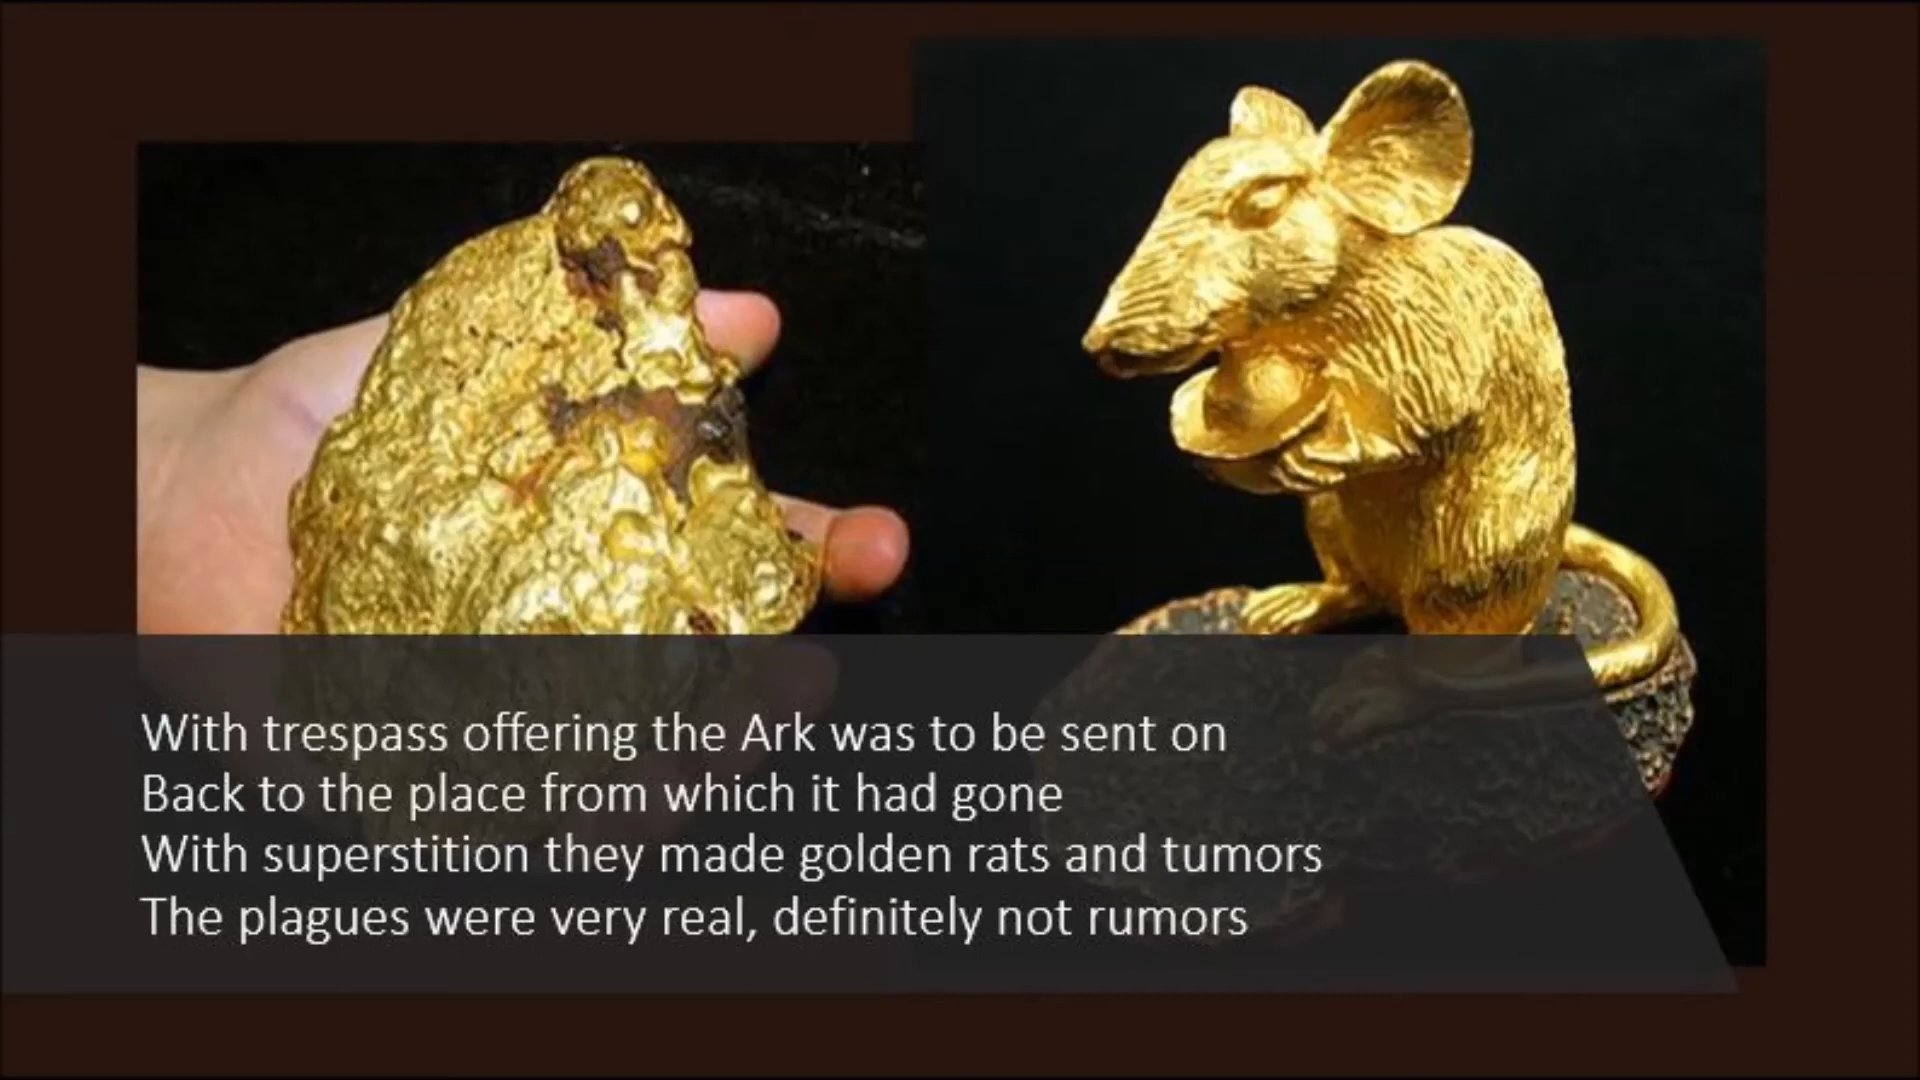 With trespass offering the Ark was to be sent on
Back to the place from which it had gone
With superstition they made golden rats and tumors
The plagues were very real, definitely not rumors